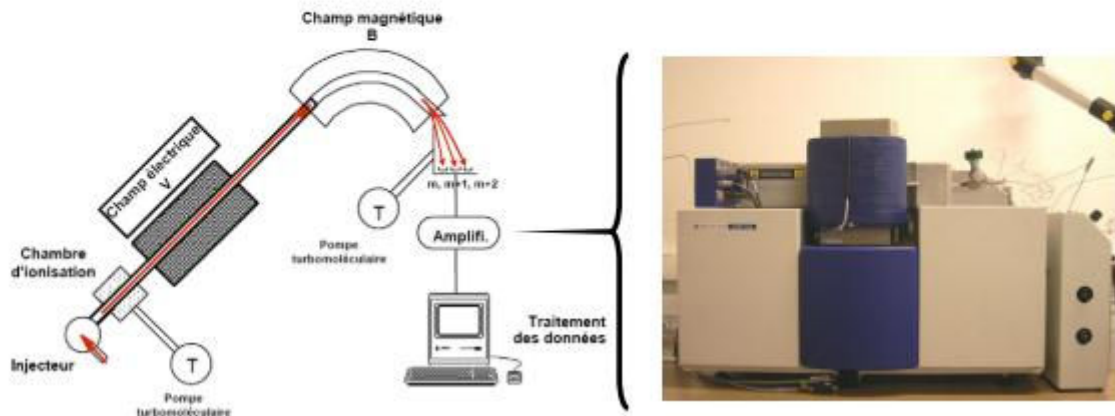 Champ magnétique
B
Champ électrique
V
m, m+1, m+2
T
Amplifi.
Pompe
turbomoléculaire
Chambre
d'ionisation
Traitement
des données
Injecteur
T
Pompe
turbomoléculaire